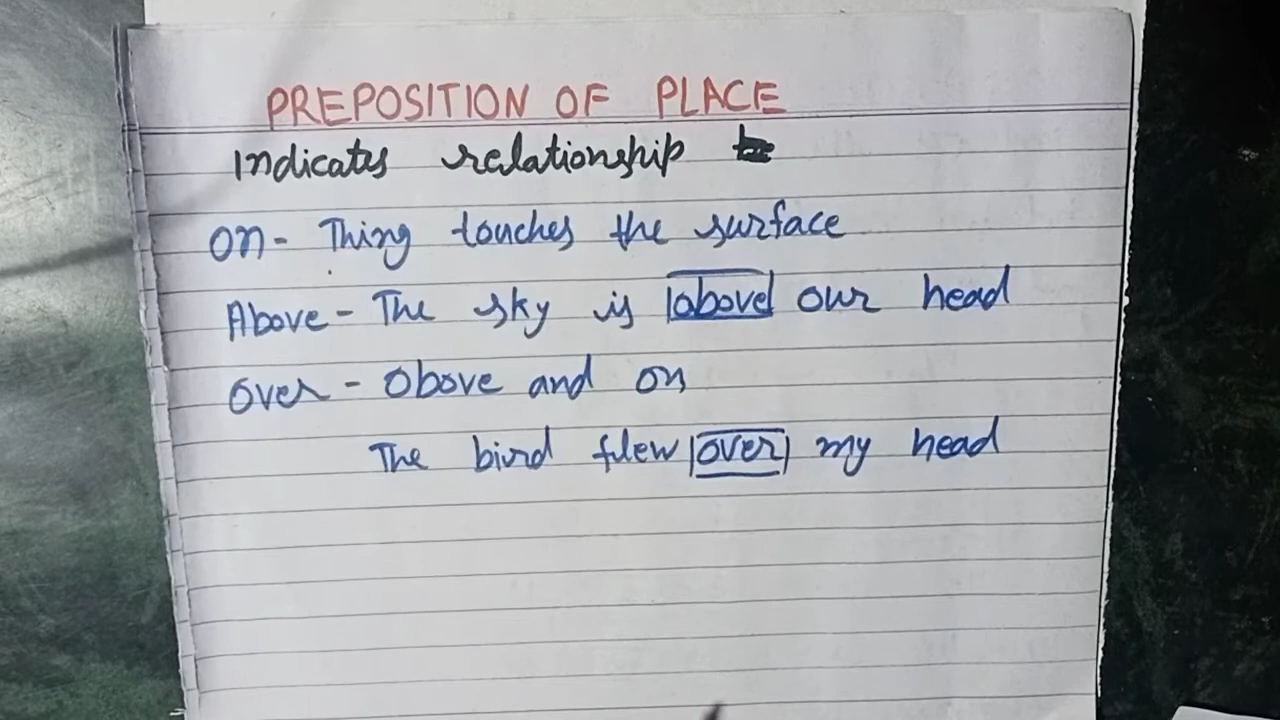 PREPOSITION OF PLACE
Indicates relationship
On - Thing touches the surface
Above - The sky is above our head
Over - Above and on
The bird flew over my head